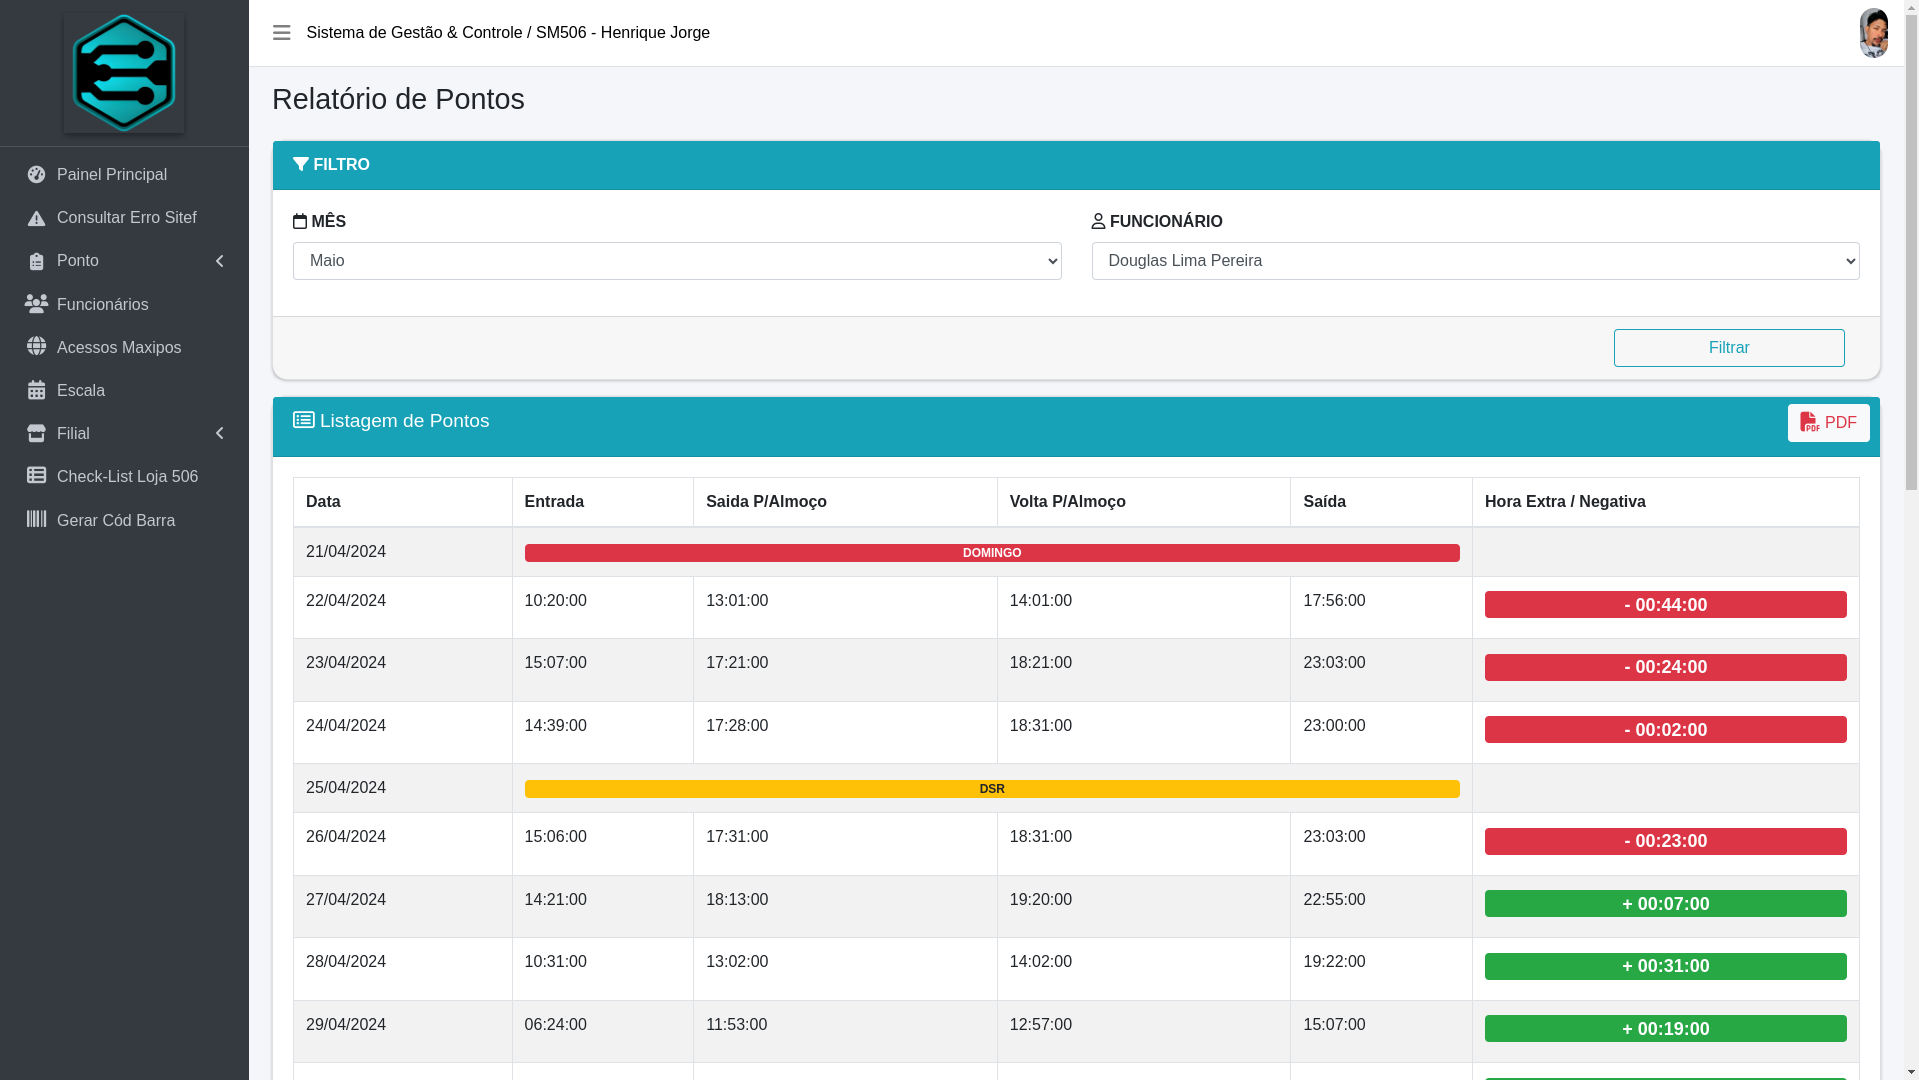 Sistema de Gestão & Controle / SM506 - Henrique Jorge
Painel Principal
Consultar Erro Sitef
Ponto
Funcionários
Acessos Maxipos
Escala
Filial
Check-List Loja 506
Gerar Cód Barra
Relatório de Pontos
FILTRO
MÊS
FUNCIONÁRIO
Maio
Douglas Lima Pereira
Filtrar
Listagem de Pontos
PDF
Data Entrada Saida P/Almoço Volta P/Almoço Saída Hora Extra / Negativa
21/04/2024 DOMINGO
22/04/2024 10:20:00 13:01:00 14:01:00 17:56:00 - 00:44:00
23/04/2024 15:07:00 17:21:00 18:21:00 23:03:00 - 00:24:00
24/04/2024 14:39:00 17:28:00 18:31:00 23:00:00 - 00:02:00
25/04/2024 DSR
26/04/2024 15:06:00 17:31:00 18:31:00 23:03:00 - 00:23:00
27/04/2024 14:21:00 18:13:00 19:20:00 22:55:00 + 00:07:00
28/04/2024 10:31:00 13:02:00 14:02:00 19:22:00 + 00:31:00
29/04/2024 06:24:00 11:53:00 12:57:00 15:07:00 + 00:19:00